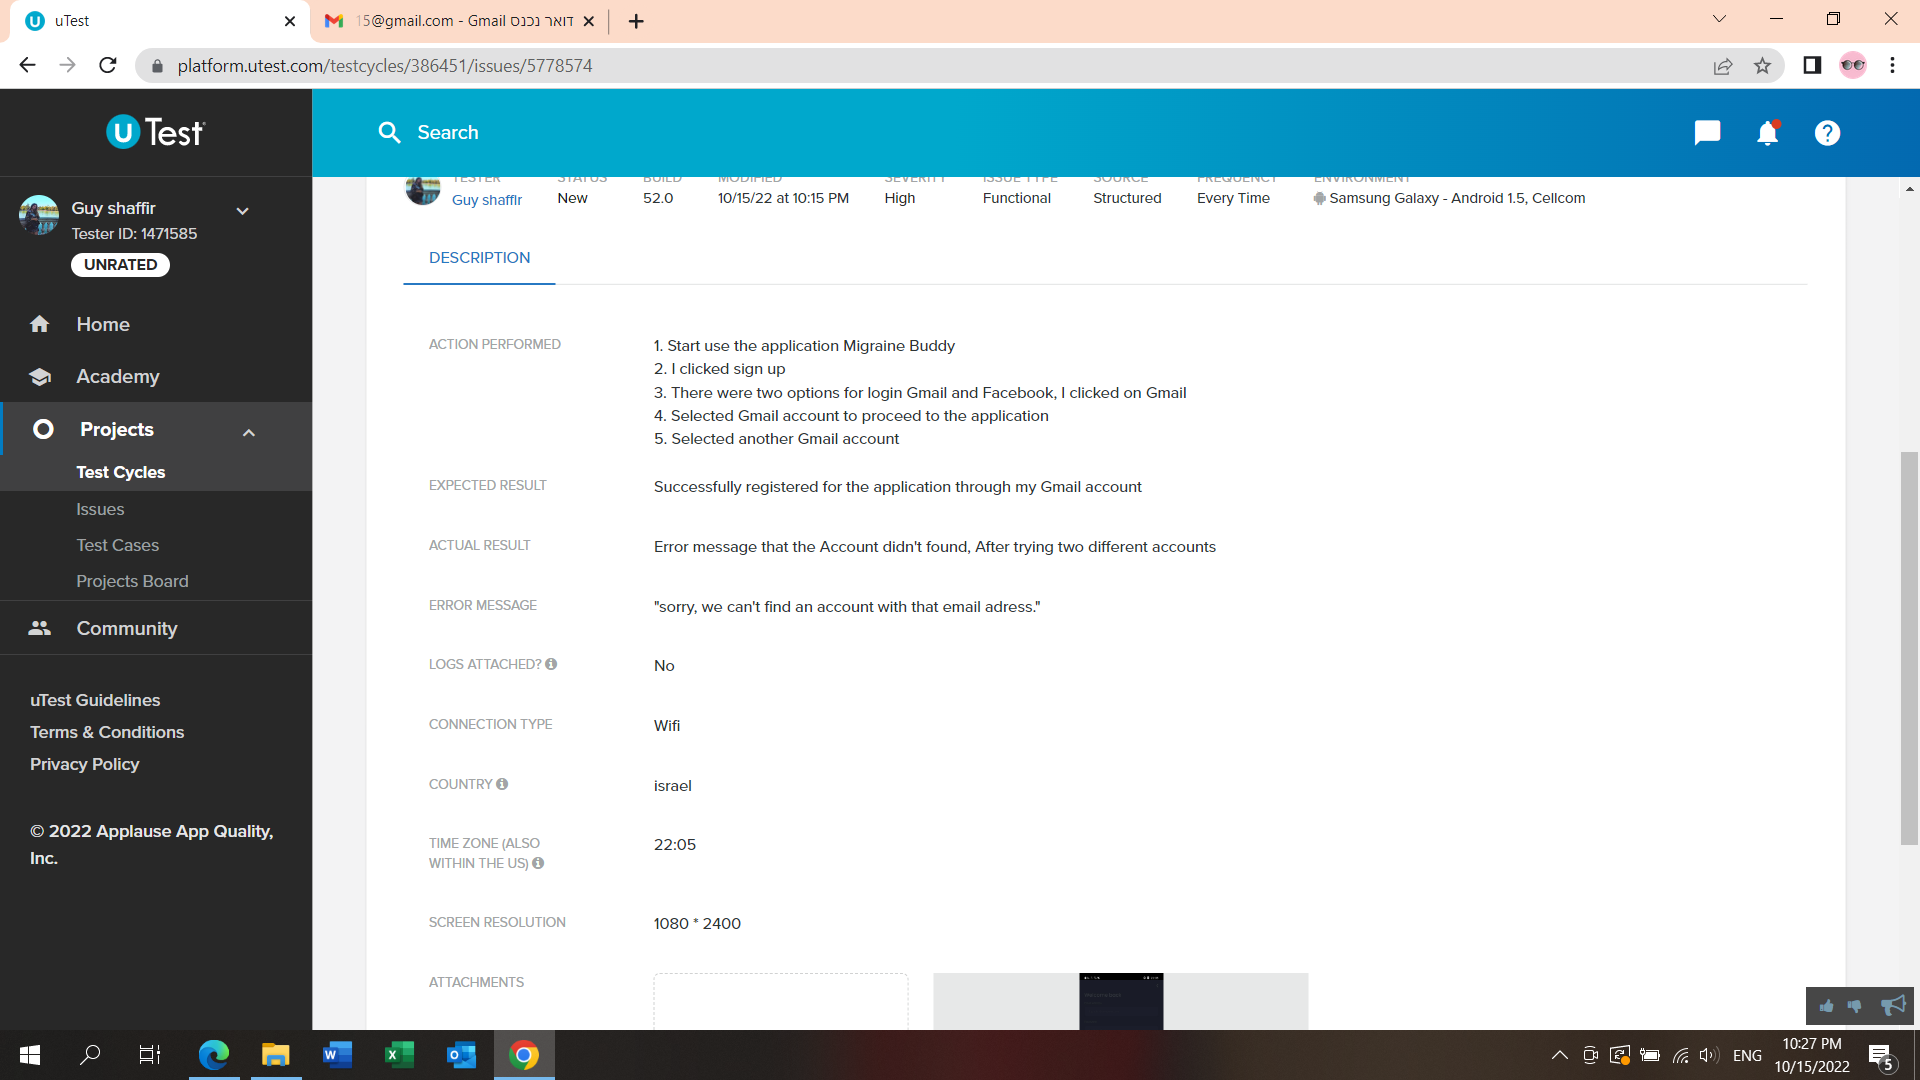 uTest
15@gmail.com - Gmail דואר נכנס
platform.utest.com/testcycles/386451/issues/5778574
u Test
Search
Guy shaffir
Tester ID: 1471585
UNRATED
Home
Academy
Projects
Test Cycles
Issues
Test Cases
Projects Board
Community
uTest Guidelines
Terms & Conditions
Privacy Policy
© 2022 Applause App Quality,
Inc.
TESTER STATUS BUILD MODIFIED SEVERITY ISSUE TYPE SOURCE FREQUENCY ENVIRONMENT
Guy shaffir New 52.0 10/15/22 at 10:15 PM High Functional Structured Every Time Samsung Galaxy - Android 1.5, Cellcom
DESCRIPTION
ACTION PERFORMED
1. Start use the application Migraine Buddy
2. I clicked sign up
3. There were two options for login Gmail and Facebook, I clicked on Gmail
4. Selected Gmail account to proceed to the application
5. Selected another Gmail account
EXPECTED RESULT
Successfully registered for the application through my Gmail account
ACTUAL RESULT
Error message that the Account didn't found, After trying two different accounts
ERROR MESSAGE
"sorry, we can't find an account with that email adress."
LOGS ATTACHED?
No
CONNECTION TYPE
Wifi
COUNTRY
israel
TIME ZONE (ALSO
WITHIN THE US)
22:05
SCREEN RESOLUTION
1080 * 2400
ATTACHMENTS
ENG
10:27 PM
10/15/2022
5